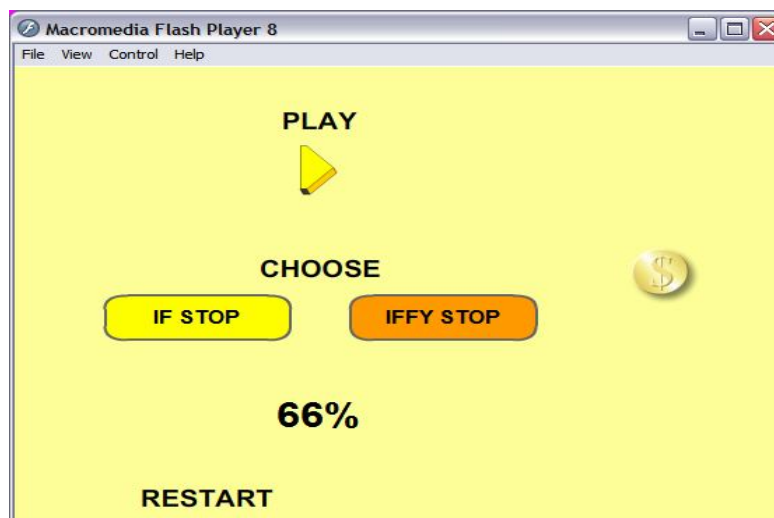 Macromedia Flash Player 8
File View Control Help
PLAY
CHOOSE
$
IF STOP IFFY STOP
66%
RESTART